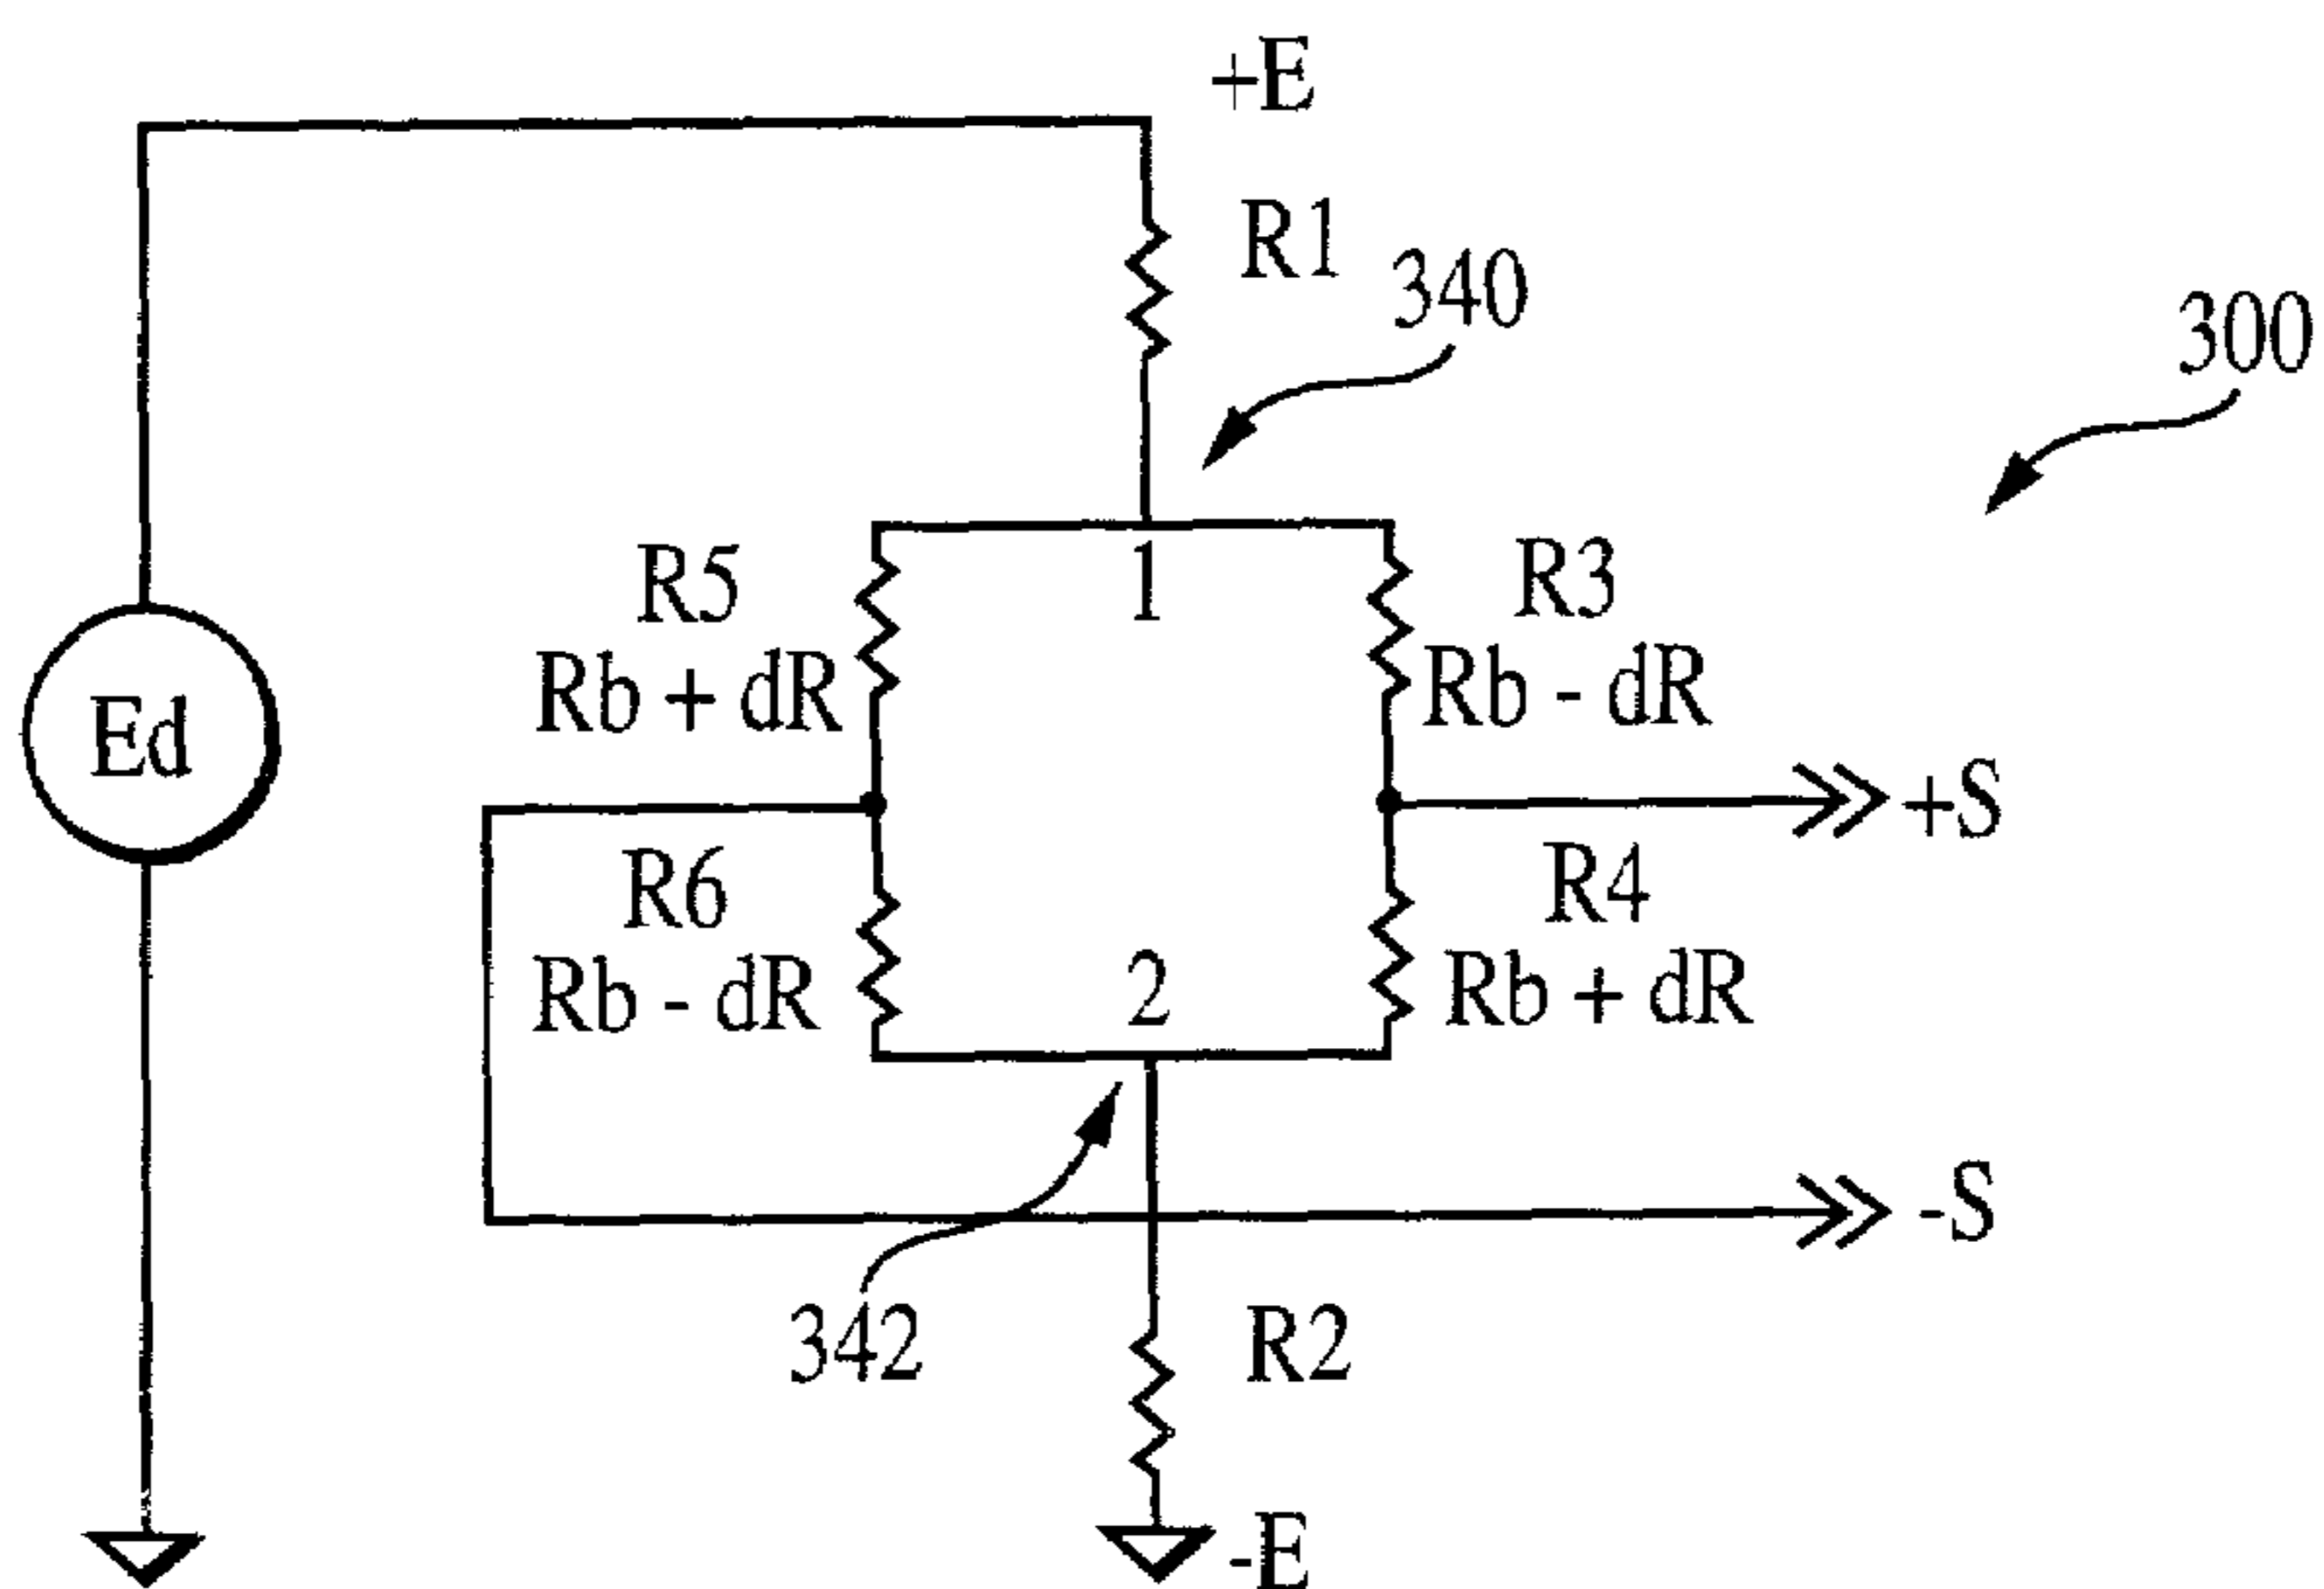 +E
R1
340
300
R5
Rb + dR
1
R3
Rb - dR
Ed
+S
R6
Rb - dR
2
R4
Rb + dR
-S
342
R2
-E